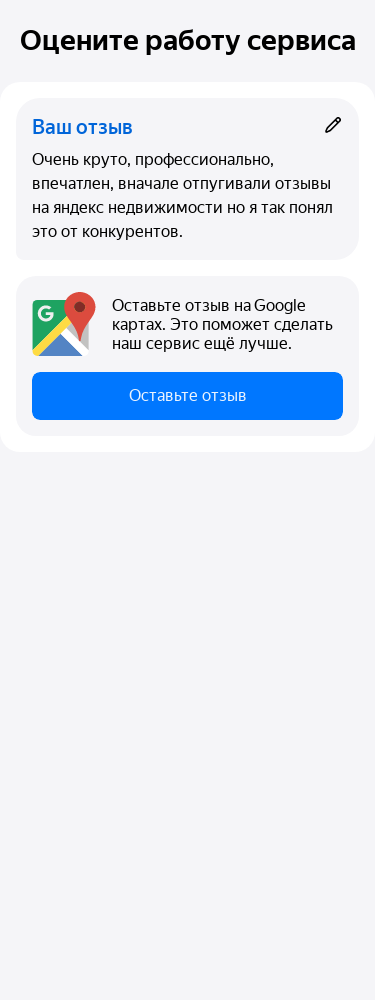 Оцените работу сервиса
Ваш отзыв
Очень круто, профессионально,
впечатлен, вначале отпугивали отзывы
на яндекс недвижимости но я так понял
это от конкурентов.
G
Оставьте отзыв на Google
картах. Это поможет сделать
наш сервис ещё лучше.
Оставьте отзыв